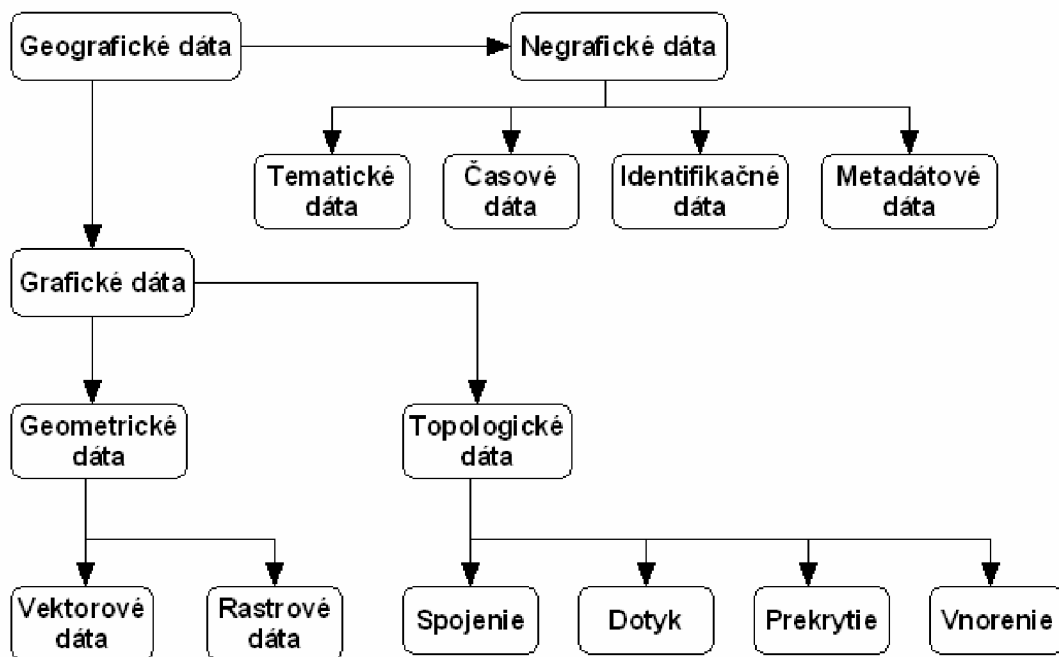 Geografické dáta
Negrafické dáta
Tematické
dáta
Časové
dáta
Identifikačné
dáta
Metadátové
dáta
Grafické dáta
Geometrické
dáta
Topologické
dáta
Vektorové
dáta
Rastrové
dáta
Spojenie
Dotyk
Prekrytie
Vnorenie